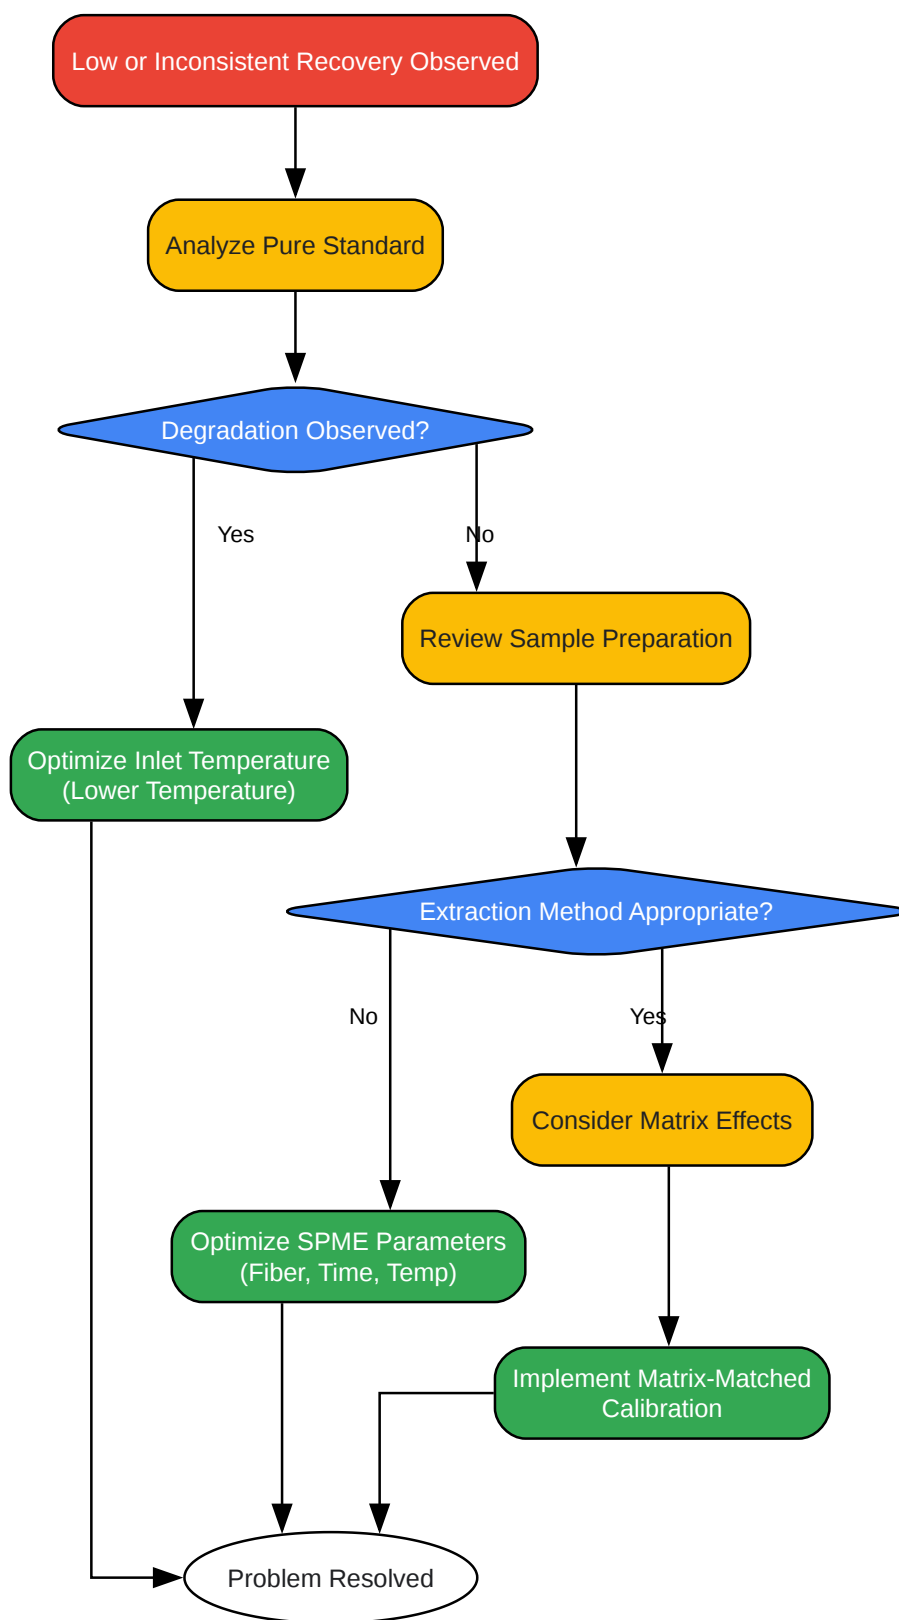 Low or Inconsistent Recovery Observed
Analyze Pure Standard
Degradation Observed?
Yes
No
Review Sample Preparation
Optimize Inlet Temperature
(Lower Temperature)
Extraction Method Appropriate?
No
Yes
Consider Matrix Effects
Optimize SPME Parameters
(Fiber, Time, Temp)
Implement Matrix-Matched
Calibration
Problem Resolved